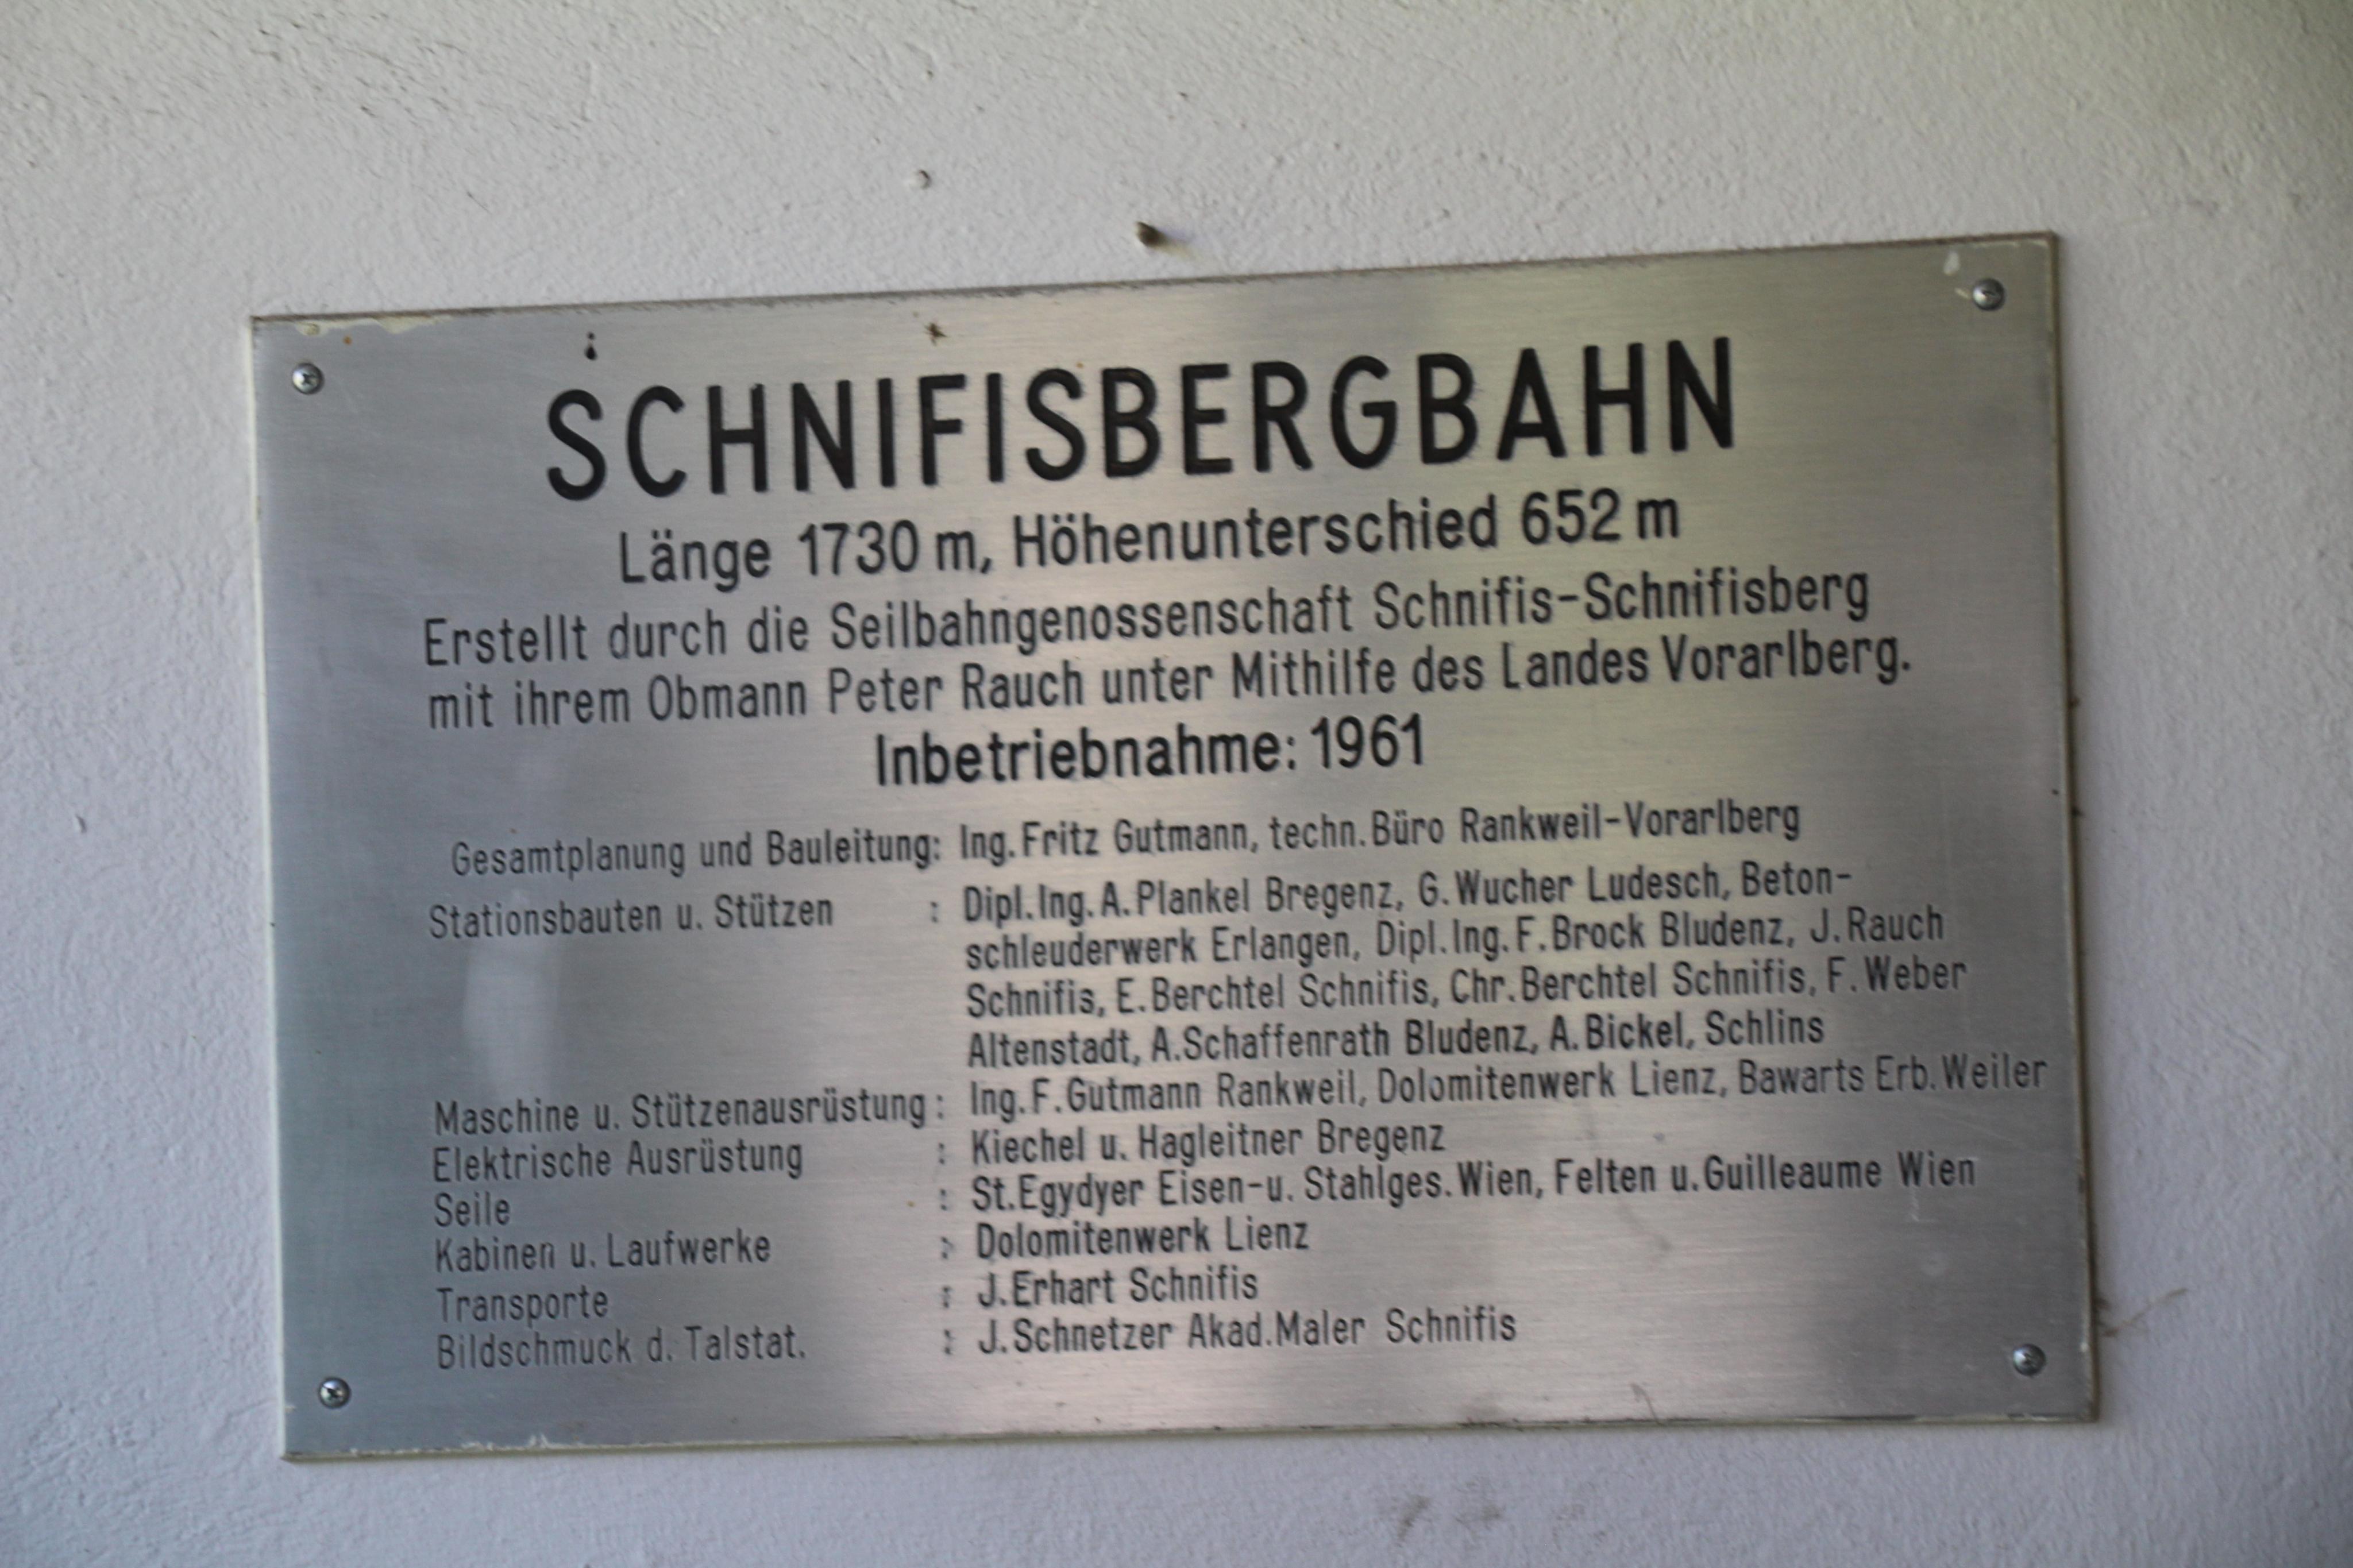 SCHNIFISBERGBAHN
Länge 1730 m, Höhenunterschied 652 m
Erstellt durch die Seilbahngenossenschaft Schnifis-Schnifisberg
mit ihrem Obmann Peter Rauch unter Mithilfe des Landes Vorarlberg.
Inbetriebnahme: 1961
Gesamtplanung und Bauleitung: Ing. Fritz Gutmann, techn. Büro Rankweil-Vorarlberg
Stationsbauten u. Stützen : Dipl. Ing. A. Plankel Bregenz, G. Wucher Ludesch, Beton-
schleuderwerk Erlangen, Dipl. Ing. F. Brock Bludenz, J. Rauch
Schnifis, E. Berchtel Schnifis, Chr. Berchtel Schnifis, F. Weber
Altenstadt, A. Schaffenrath Bludenz, A. Bickel, Schlins
Maschine u. Stützenausrüstung : Ing. F. Gutmann Rankweil, Dolomitenwerk Lienz, Bawarts Erb. Weiler
Elektrische Ausrüstung : Kiechel u. Hagleitner Bregenz
Seile : St. Egydyer Eisen-u. Stahlges. Wien, Felten u. Guilleaume Wien
Kabinen u. Laufwerke : Dolomitenwerk Lienz
Transporte : J. Erhart Schnifis
Bildschmuck d. Talstat. : J. Schnetzer Akad. Maler Schnifis